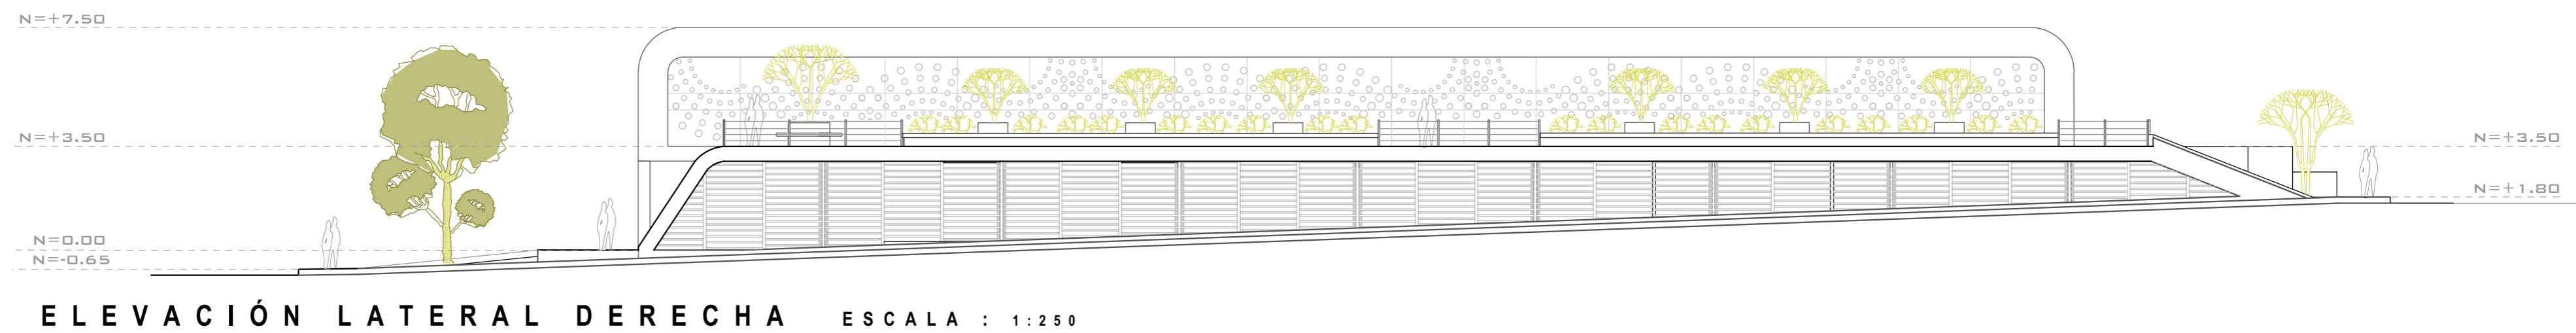 N=+7.50
N=+3.50
N=+3.50
N=+1.80
N=0.00
N=-0.65
ELEVACIÓN LATERAL DERECHA ESCALA : 1:250